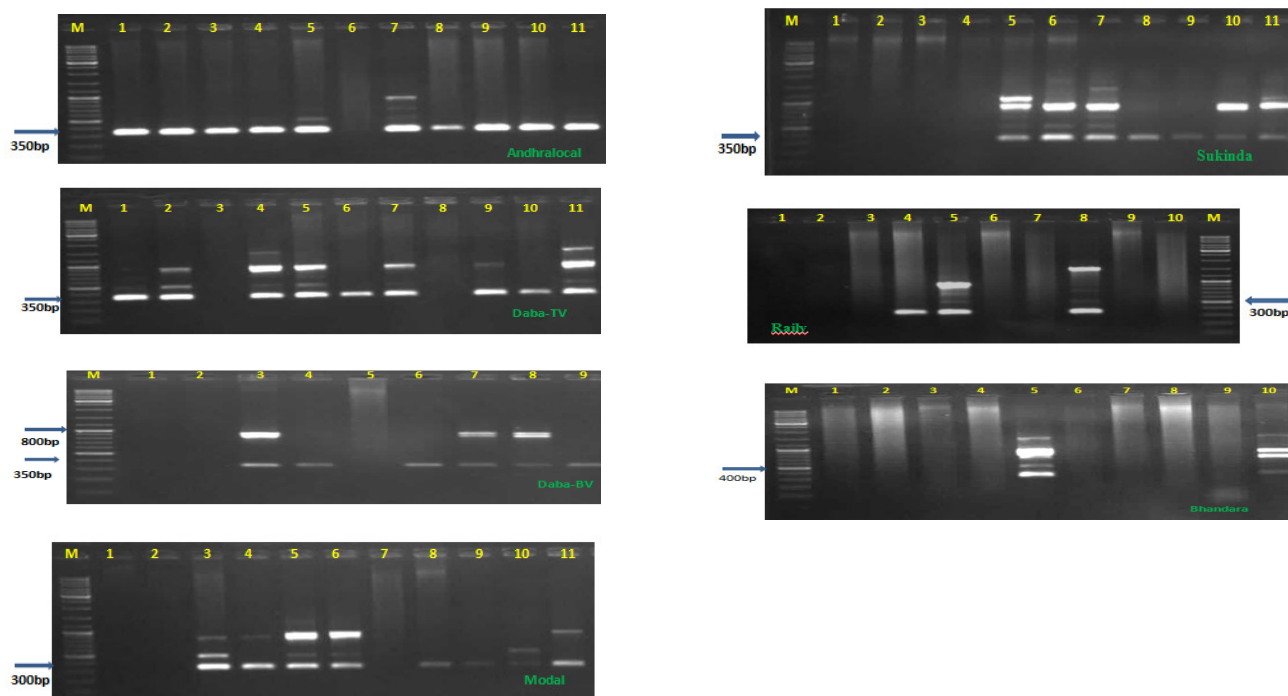 M 1 2 3 4 5 6 7 8 9 10 11
350bp
Andhralocal
M 1 2 3 4 5 6 7 8 9 10 11
350bp
Daba-TV
M 1 2 3 4 5 6 7 8 9
800bp
350bp
Daba-BV
M 1 2 3 4 5 6 7 8 9 10 11
300bp
Modal
M 1 2 3 4 5 6 7 8 9 10 11
350bp
Sukinda
1 2 3 4 5 6 7 8 9 10 M
300bp
Raily
M 1 2 3 4 5 6 7 8 9 10
400bp
Bhandara